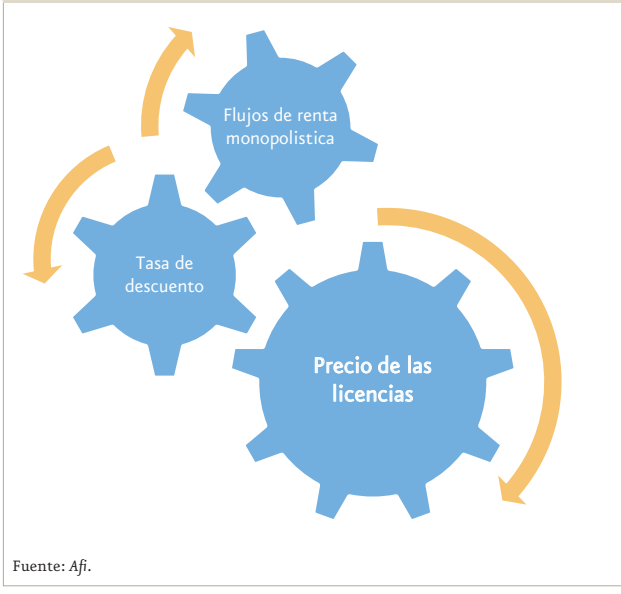 Flujos de renta
monopolistica
Tasa de
descuento
Precio de las
licencias
Fuente: Afi.